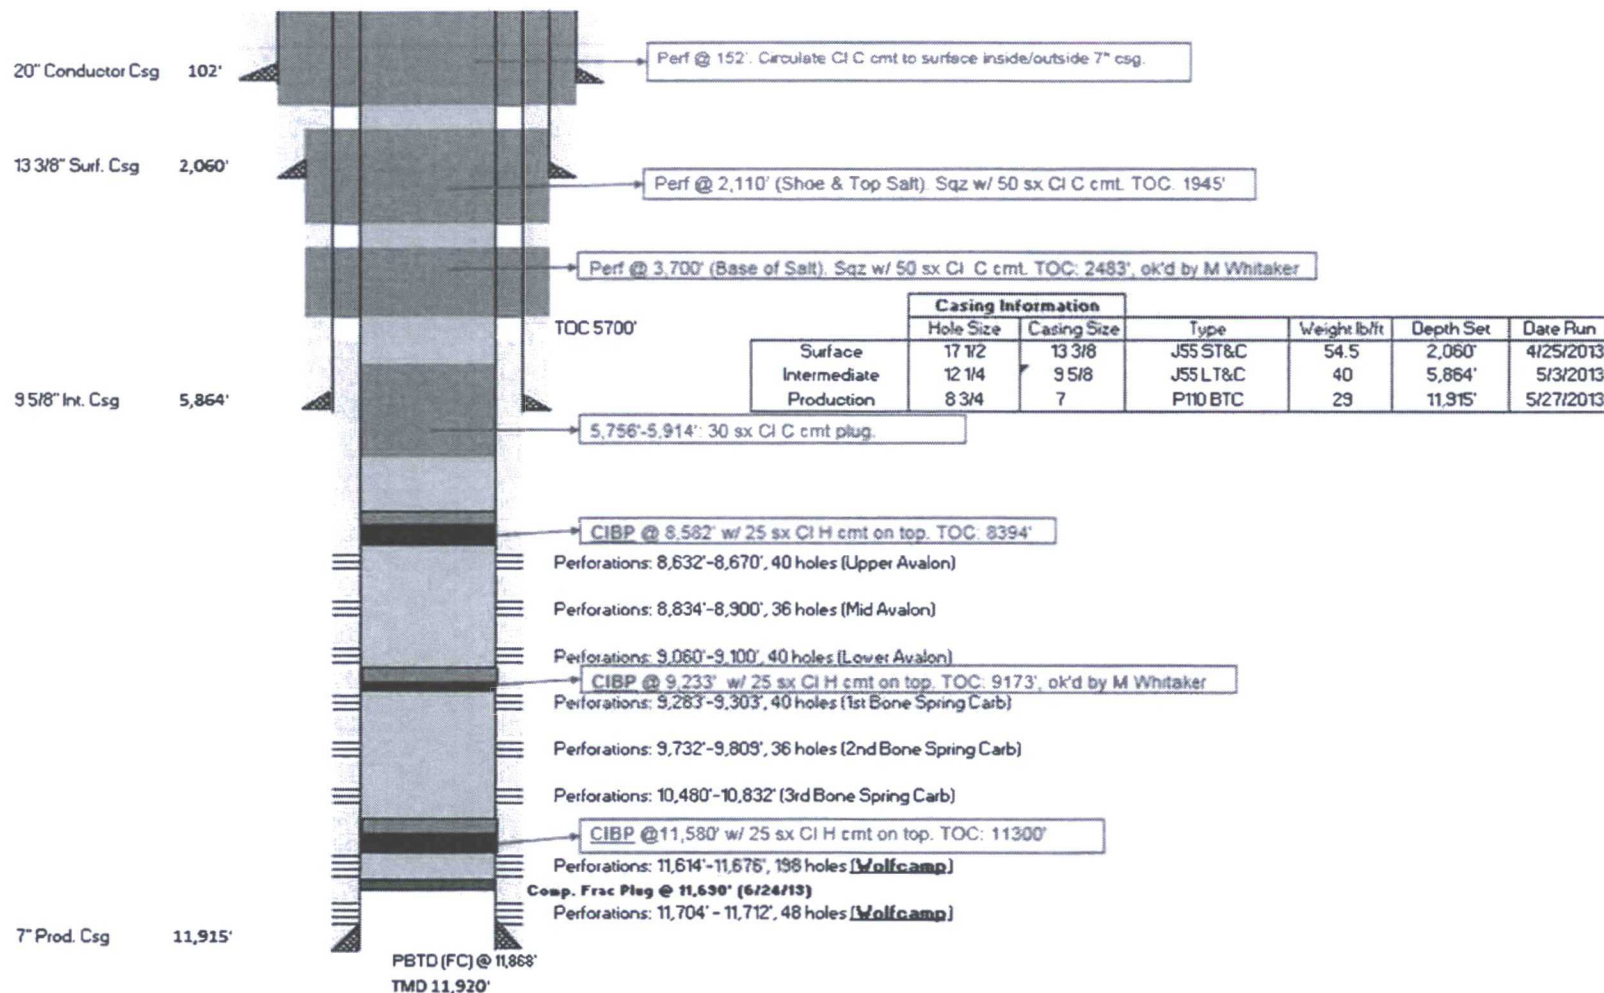 20" Conductor Csg 102'
Perf @ 152'. Circulate Cl C cmt to surface inside/outside 7" csg.
13 3/8" Surf. Csg 2,060'
Perf @ 2,110' (Shoe & Top Salt). Sqz w/ 50 sx Cl C cmt. TOC. 1945'
Perf @ 3,700' (Base of Salt). Sqz w/ 50 sx Cl C cmt. TOC: 2483', ok'd by M Whitaker
TOC 5700'
Casing Information
Hole Size Casing Size Type Weight lb/ft Depth Set Date Run
Surface 17 1/2 13 3/8 J55 ST&C 54.5 2,060' 4/25/2013
Intermediate 12 1/4 9 5/8 J55 LT&C 40 5,864' 5/3/2013
Production 8 3/4 7 P110 BTC 29 11,915' 5/27/2013
9 5/8" Int. Csg 5,864'
5,756'-5,914': 30 sx Cl C cmt plug.
CIBP @ 8,582' w/ 25 sx Cl H cmt on top. TOC: 8394'
Perforations: 8,632'-8,670', 40 holes (Upper Avalon)
Perforations: 8,834'-8,900', 36 holes (Mid Avalon)
Perforations: 9,060'-9,100', 40 holes (Lower Avalon)
CIBP @ 9,233' w/ 25 sx Cl H cmt on top. TOC: 9173', ok'd by M Whitaker
Perforations: 9,283'-9,303', 40 holes (1st Bone Spring Carb)
Perforations: 9,732'-9,809', 36 holes (2nd Bone Spring Carb)
Perforations: 10,480'-10,832' (3rd Bone Spring Carb)
CIBP @11,580' w/ 25 sx Cl H cmt on top. TOC: 11300'
Perforations: 11,614'-11,676', 198 holes (Wolfcamp)
Comp. Frac Plug @ 11,690' (6/24/13)
Perforations: 11,704' - 11,712', 48 holes (Wolfcamp)
7" Prod. Csg 11,915'
PBTD (FC) @ 11,868'
TMD 11,920'